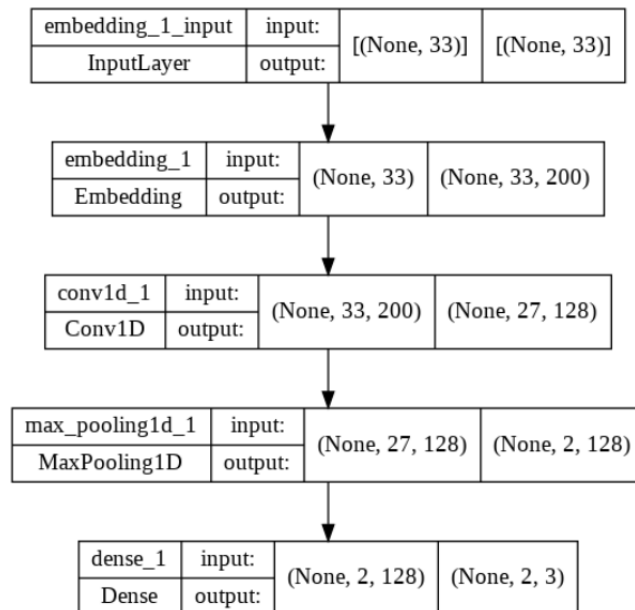 embedding_1_input input: [(None, 33)] [(None, 33)]
InputLayer output:
embedding_1 input: (None, 33) (None, 33, 200)
Embedding output:
conv1d_1 input: (None, 33, 200) (None, 27, 128)
Conv1D output:
max_pooling1d_1 input: (None, 27, 128) (None, 2, 128)
MaxPooling1D output:
dense_1 input: (None, 2, 128) (None, 2, 3)
Dense output: